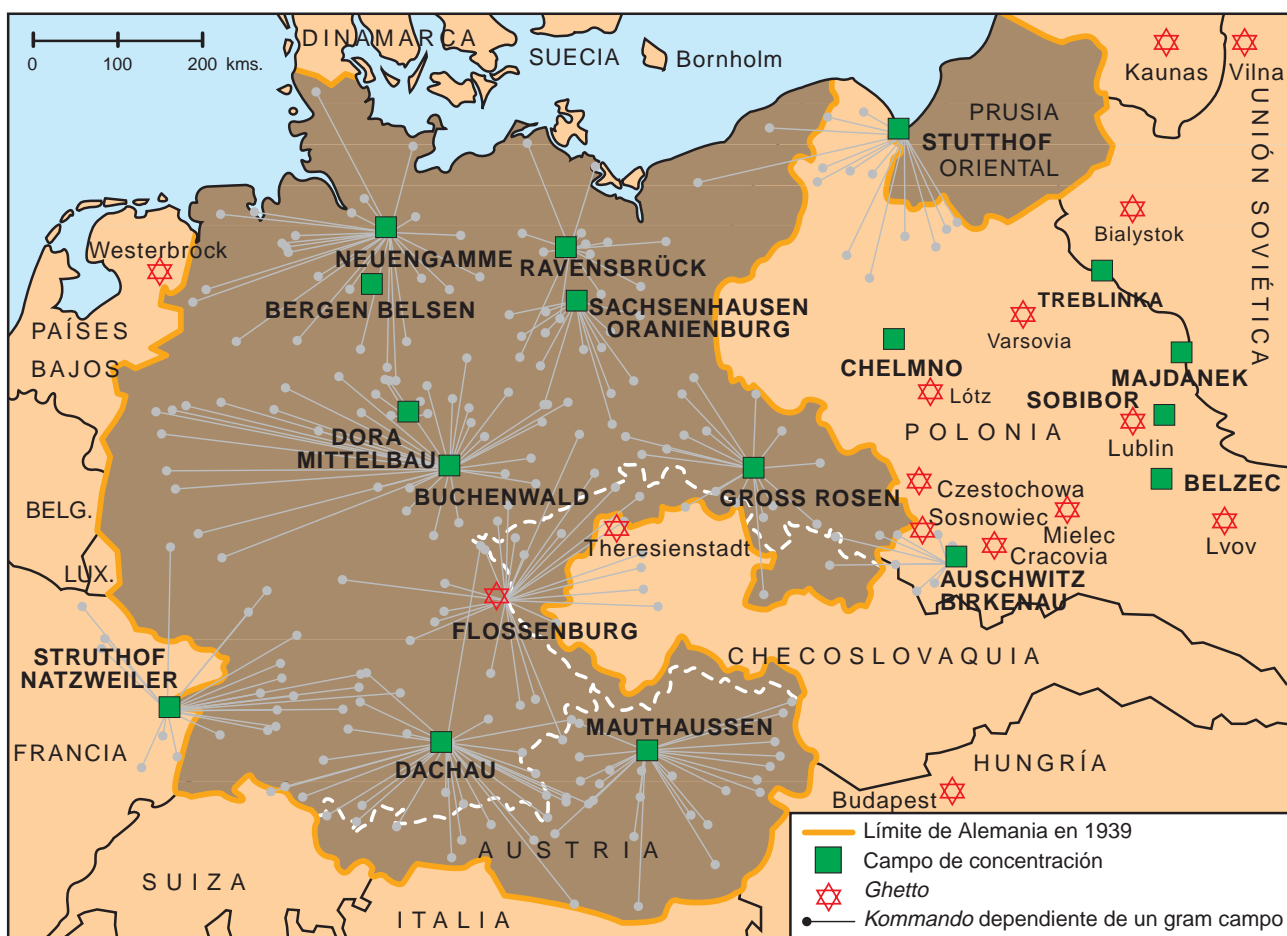 DINAMARCA
SUECIA
Bornholm
0 100 200 kms.
Kaunas
Vilna
UNIÓN SOVIÉTICA
PRUSIA
STUTTHOF
ORIENTAL
Westerbrock
NEUENGAMME
RAVENSBRÜCK
Bialystok
BERGEN BELSEN
SACHSENHAUSEN
ORANIENBURG
TREBLINKA
PAÍSES
BAJOS
Varsovia
CHELMNO
MAJDANEK
Lótz
SOBIBOR
DORA
MITTELBAU
POLONIA
Lublin
BUCHENWALD
GROSS ROSEN
Czestochowa
BELZEC
BELG.
Sosnowiec
Mielec
Theresienstadt
Cracovia
Lvov
LUX.
AUSCHWITZ
BIRKENAU
FLOSSENBURG
STRUTHOF
NATZWEILER
CHECOSLOVAQUIA
MAUTHAUSSEN
FRANCIA
DACHAU
HUNGRÍA
Budapest
AUSTRIA
SUIZA
ITALIA
Límite de Alemania en 1939
Campo de concentración
Ghetto
Kommando dependiente de un gram campo